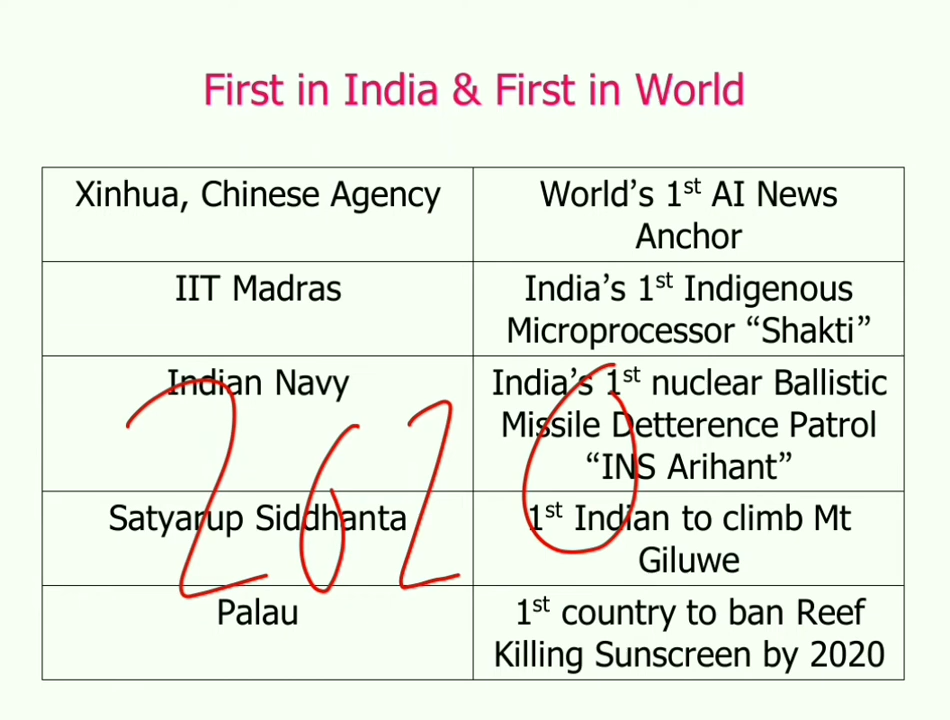 First in India & First in World
Xinhua, Chinese Agency
World's 1st AI News
Anchor
IIT Madras
India's 1st Indigenous
Microprocessor “Shakti”
Indian Navy
India's 1st nuclear Ballistic
Missile Detterence Patrol
“INS Arihant”
Satyarup Siddhanta
1st Indian to climb Mt
Giluwe
Palau
1st country to ban Reef
Killing Sunscreen by 2020
2020